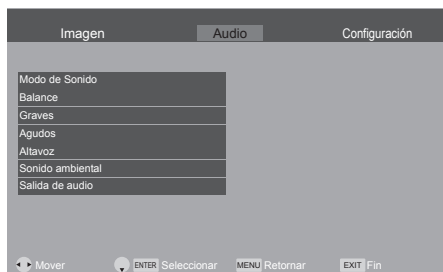 Imagen Audio Configuración
Modo de Sonido
Balance
Graves
Agudos
Altavoz
Sonido ambiental
Salida de audio
Mover ENTER Seleccionar MENU Retornar EXIT Fin